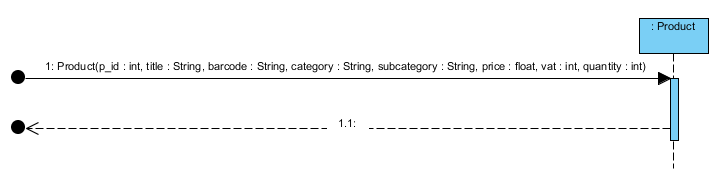 : Product
1: Product(p_id : int, title : String, barcode : String, category : String, subcategory : String, price : float, vat : int, quantity : int)
1.1: